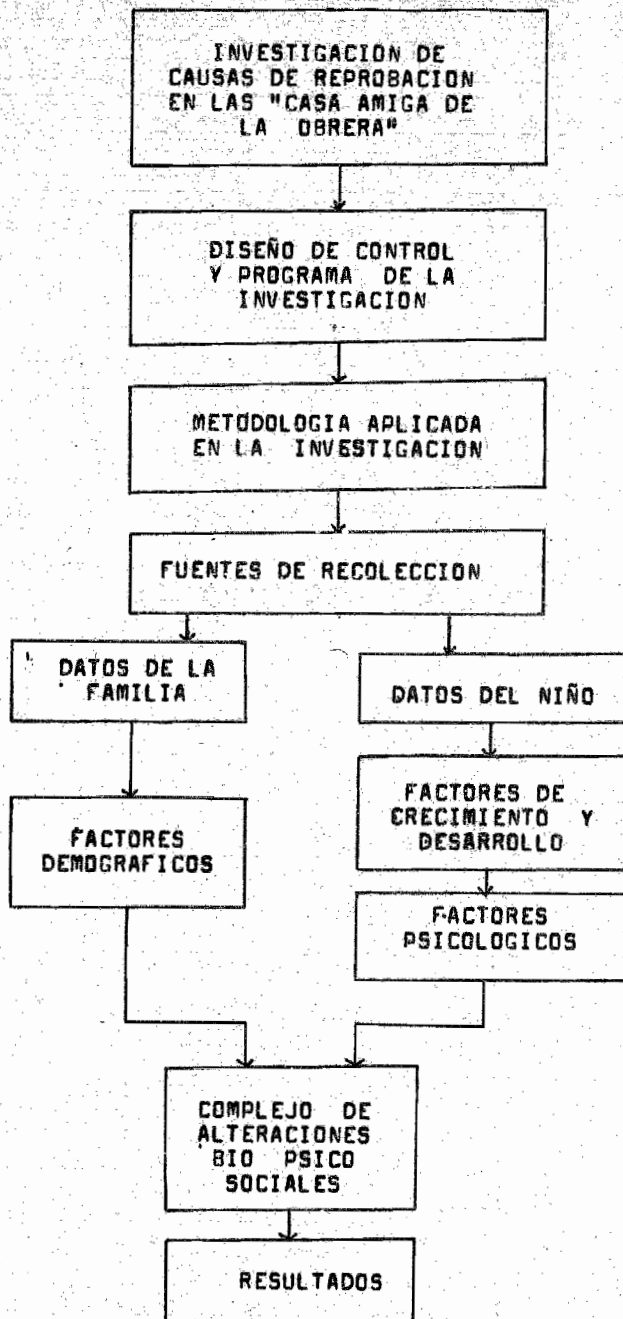 INVESTIGACION DE
CAUSAS DE REPROBACION
EN LAS "CASA AMIGA DE
LA OBRERA"
DISEÑO DE CONTROL
Y PROGRAMA DE LA
INVESTIGACION
METODOLOGIA APLICADA
EN LA INVESTIGACION
FUENTES DE RECOLECCION
DATOS DE LA
FAMILIA
DATOS DEL NIÑO
FACTORES
DEMOGRAFICOS
FACTORES DE
CRECIMIENTO Y
DESARROLLO
FACTORES
PSICOLOGICOS
COMPLEJO DE
ALTERACIONES
BIO PSICO
SOCIALES
RESULTADOS